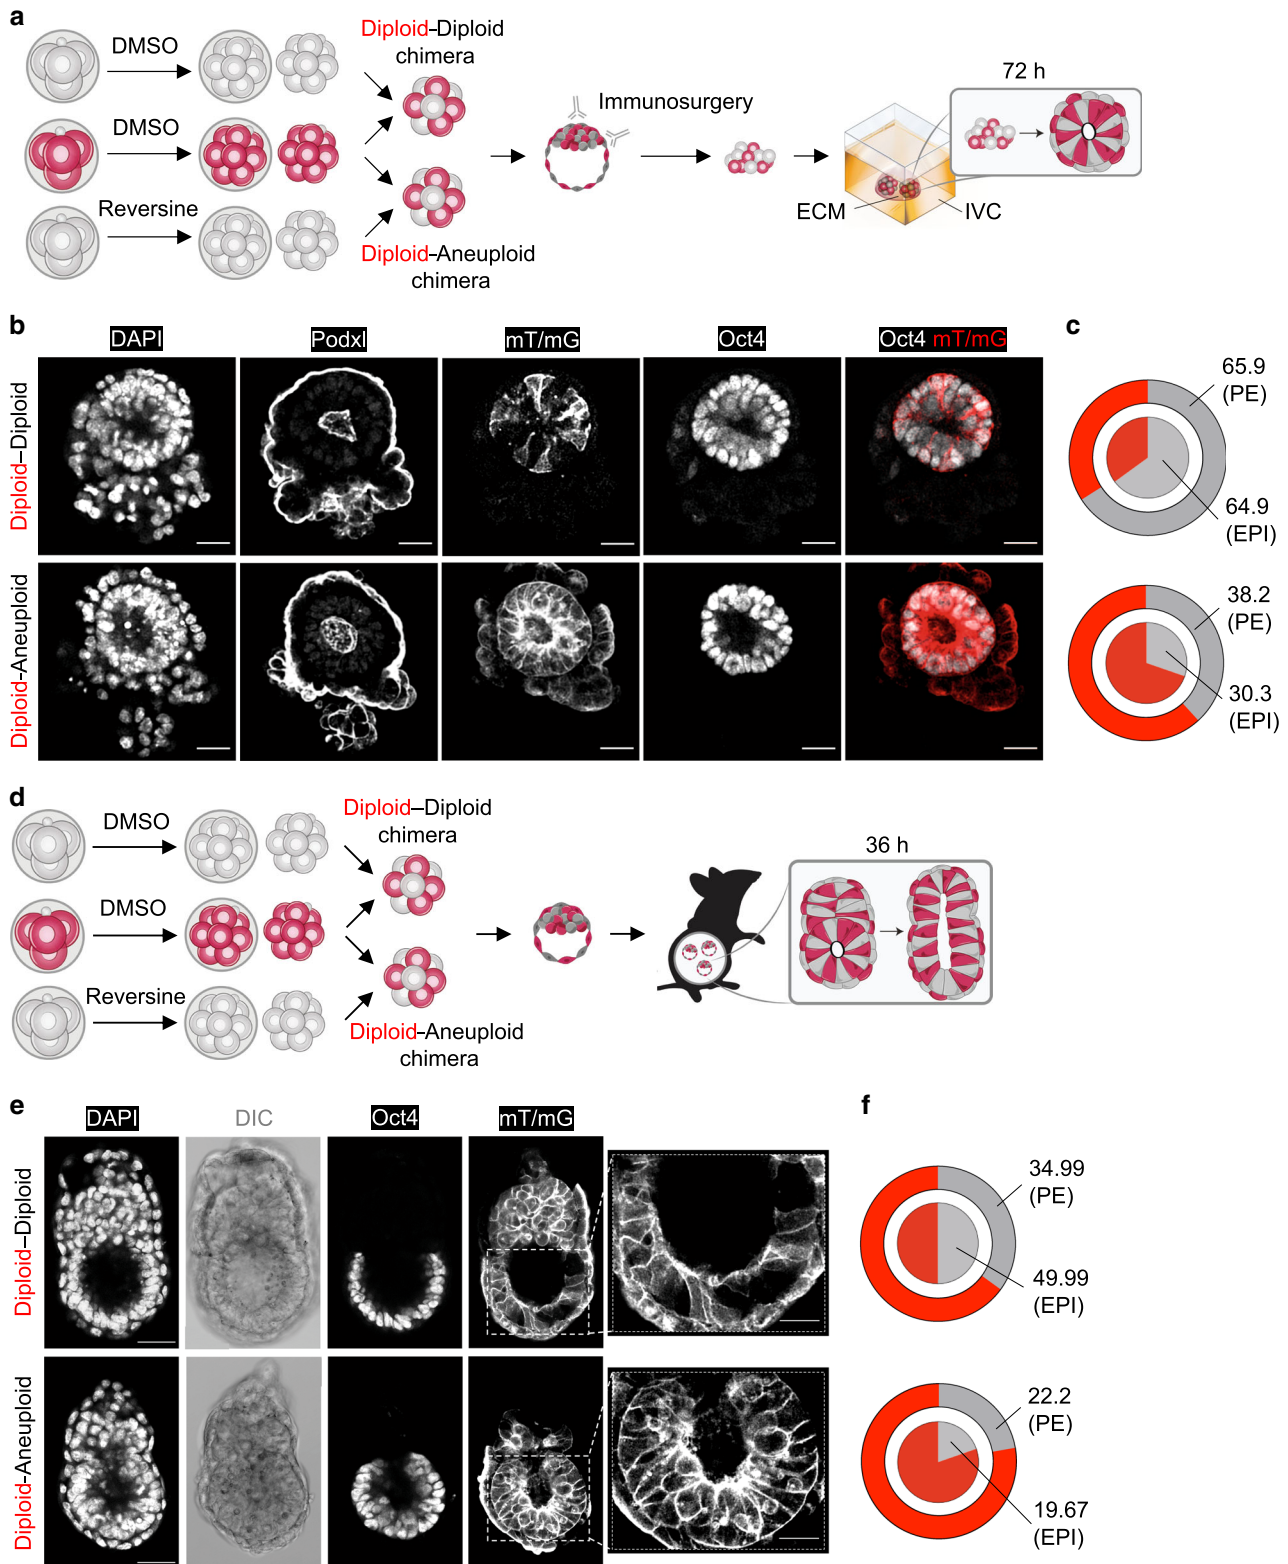 a
DMSO
DMSO
Reversine
Diploid–Diploid
chimera
Diploid–Aneuploid
chimera
Immunosurgery
72 h
ECM
IVC
b
DAPI
Podxl
mT/mG
Oct4
Oct4 mT/mG
Diploid–Diploid
Diploid-Aneuploid
c
65.9
(PE)
64.9
(EPI)
38.2
(PE)
30.3
(EPI)
d
DMSO
DMSO
Reversine
Diploid–Diploid
chimera
Diploid–Aneuploid
chimera
36 h
e
DAPI
DIC
Oct4
mT/mG
Diploid–Diploid
Diploid-Aneuploid
f
34.99
(PE)
49.99
(EPI)
22.2
(PE)
19.67
(EPI)